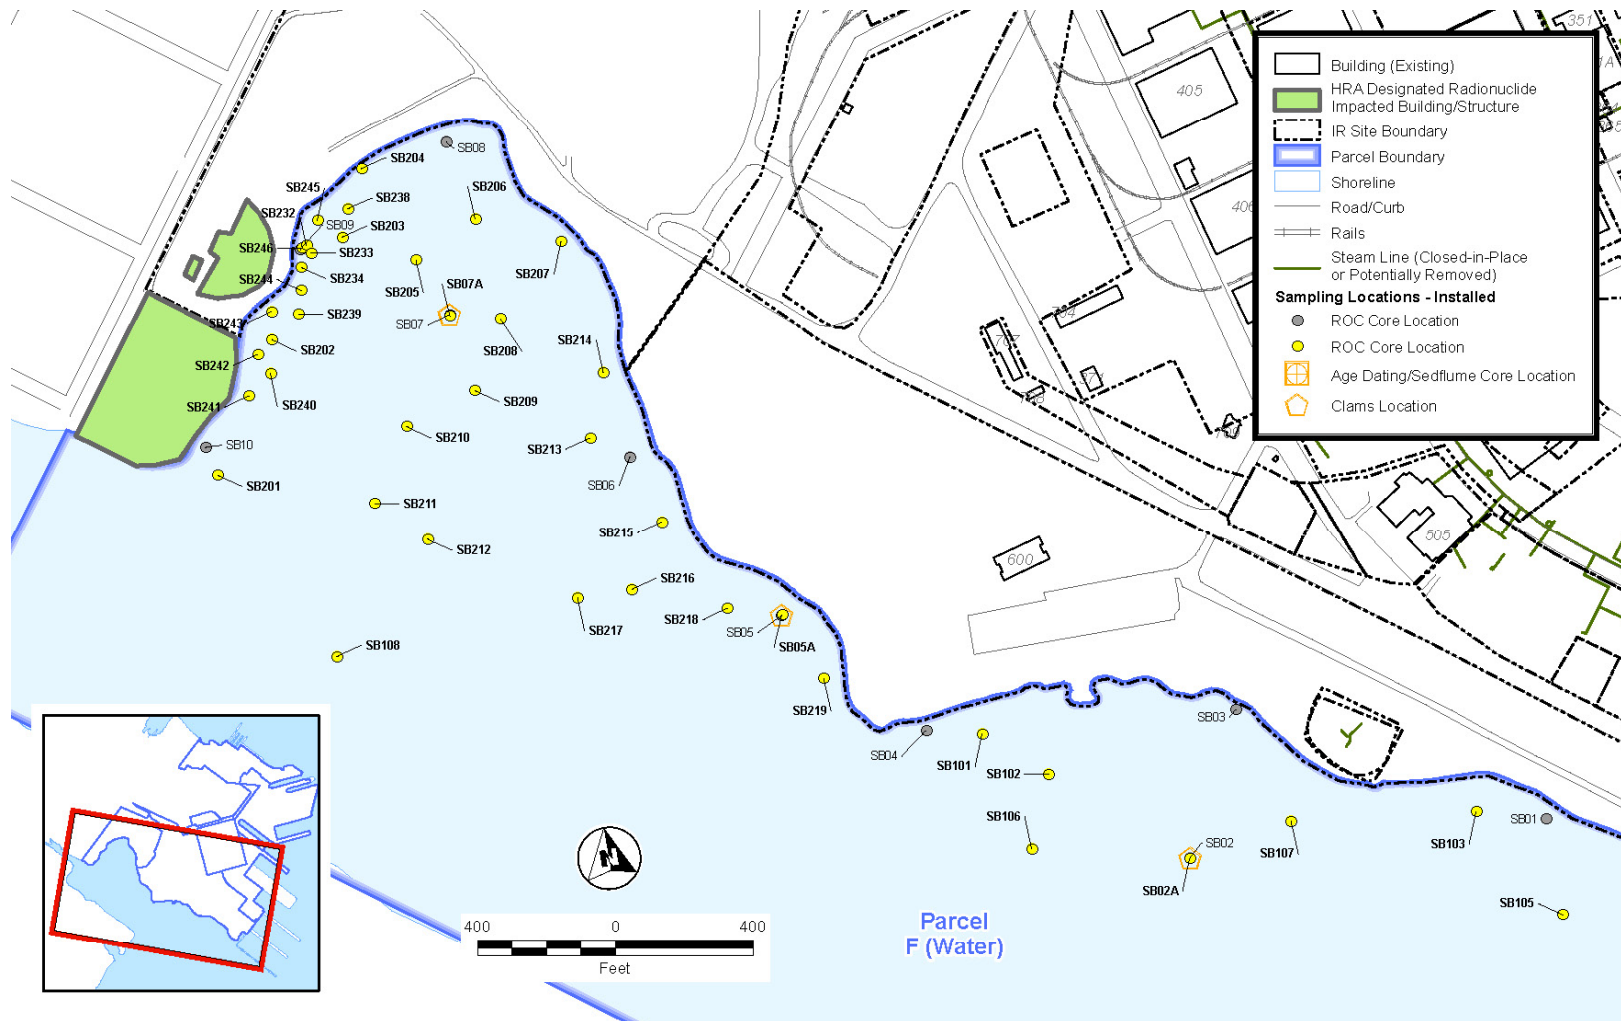 351
1A
405
406
Building (Existing)
HRA Designated Radionuclide
Impacted Building/Structure
IR Site Boundary
Parcel Boundary
Shoreline
Road/Curb
Rails
Steam Line (Closed-in-Place
or Potentially Removed)
Sampling Locations - Installed
ROC Core Location
ROC Core Location
Age Dating/Sedflume Core Location
Clams Location
SB08
SB204
SB245
SB206
SB238
SB232
SB09
SB203
SB246
SB233
SB207
SB234
SB244
SB205
SB07A
SB243
SB239
SB07
SB202
SB208
SB214
SB242
SB241
SB240
SB209
SB210
SB213
SB10
SB06
SB201
SB211
SB215
SB212
SB216
SB217
SB218
SB05
SB05A
SB108
SB219
SB04
SB101
SB102
SB03
SB106
SB02
SB02A
SB107
SB103
SB01
SB105
704
707
371
600
505
N
400 0 400
Feet
Parcel
F (Water)